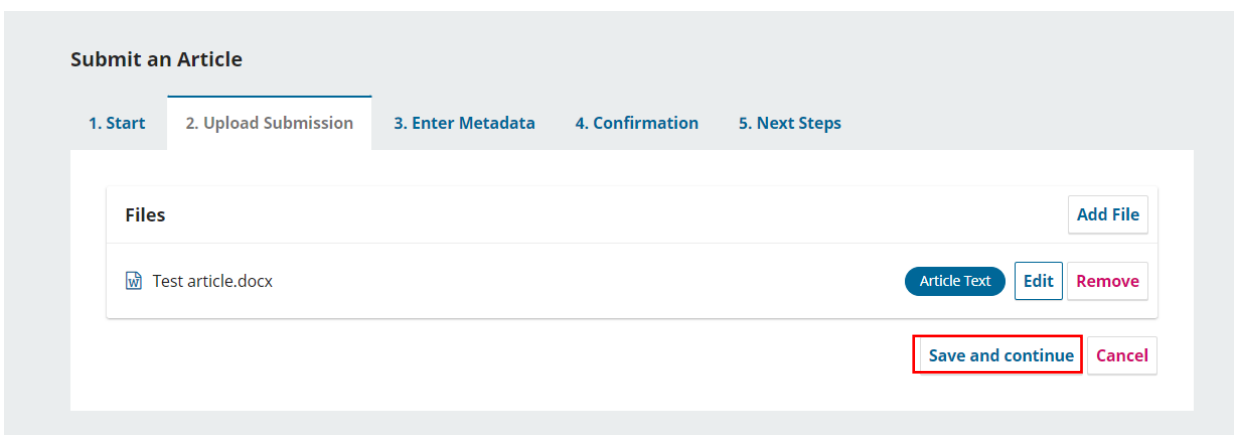 Submit an Article
1. Start 2. Upload Submission 3. Enter Metadata 4. Confirmation 5. Next Steps
Files Add File
Test article.docx Article Text Edit Remove
Save and continue Cancel